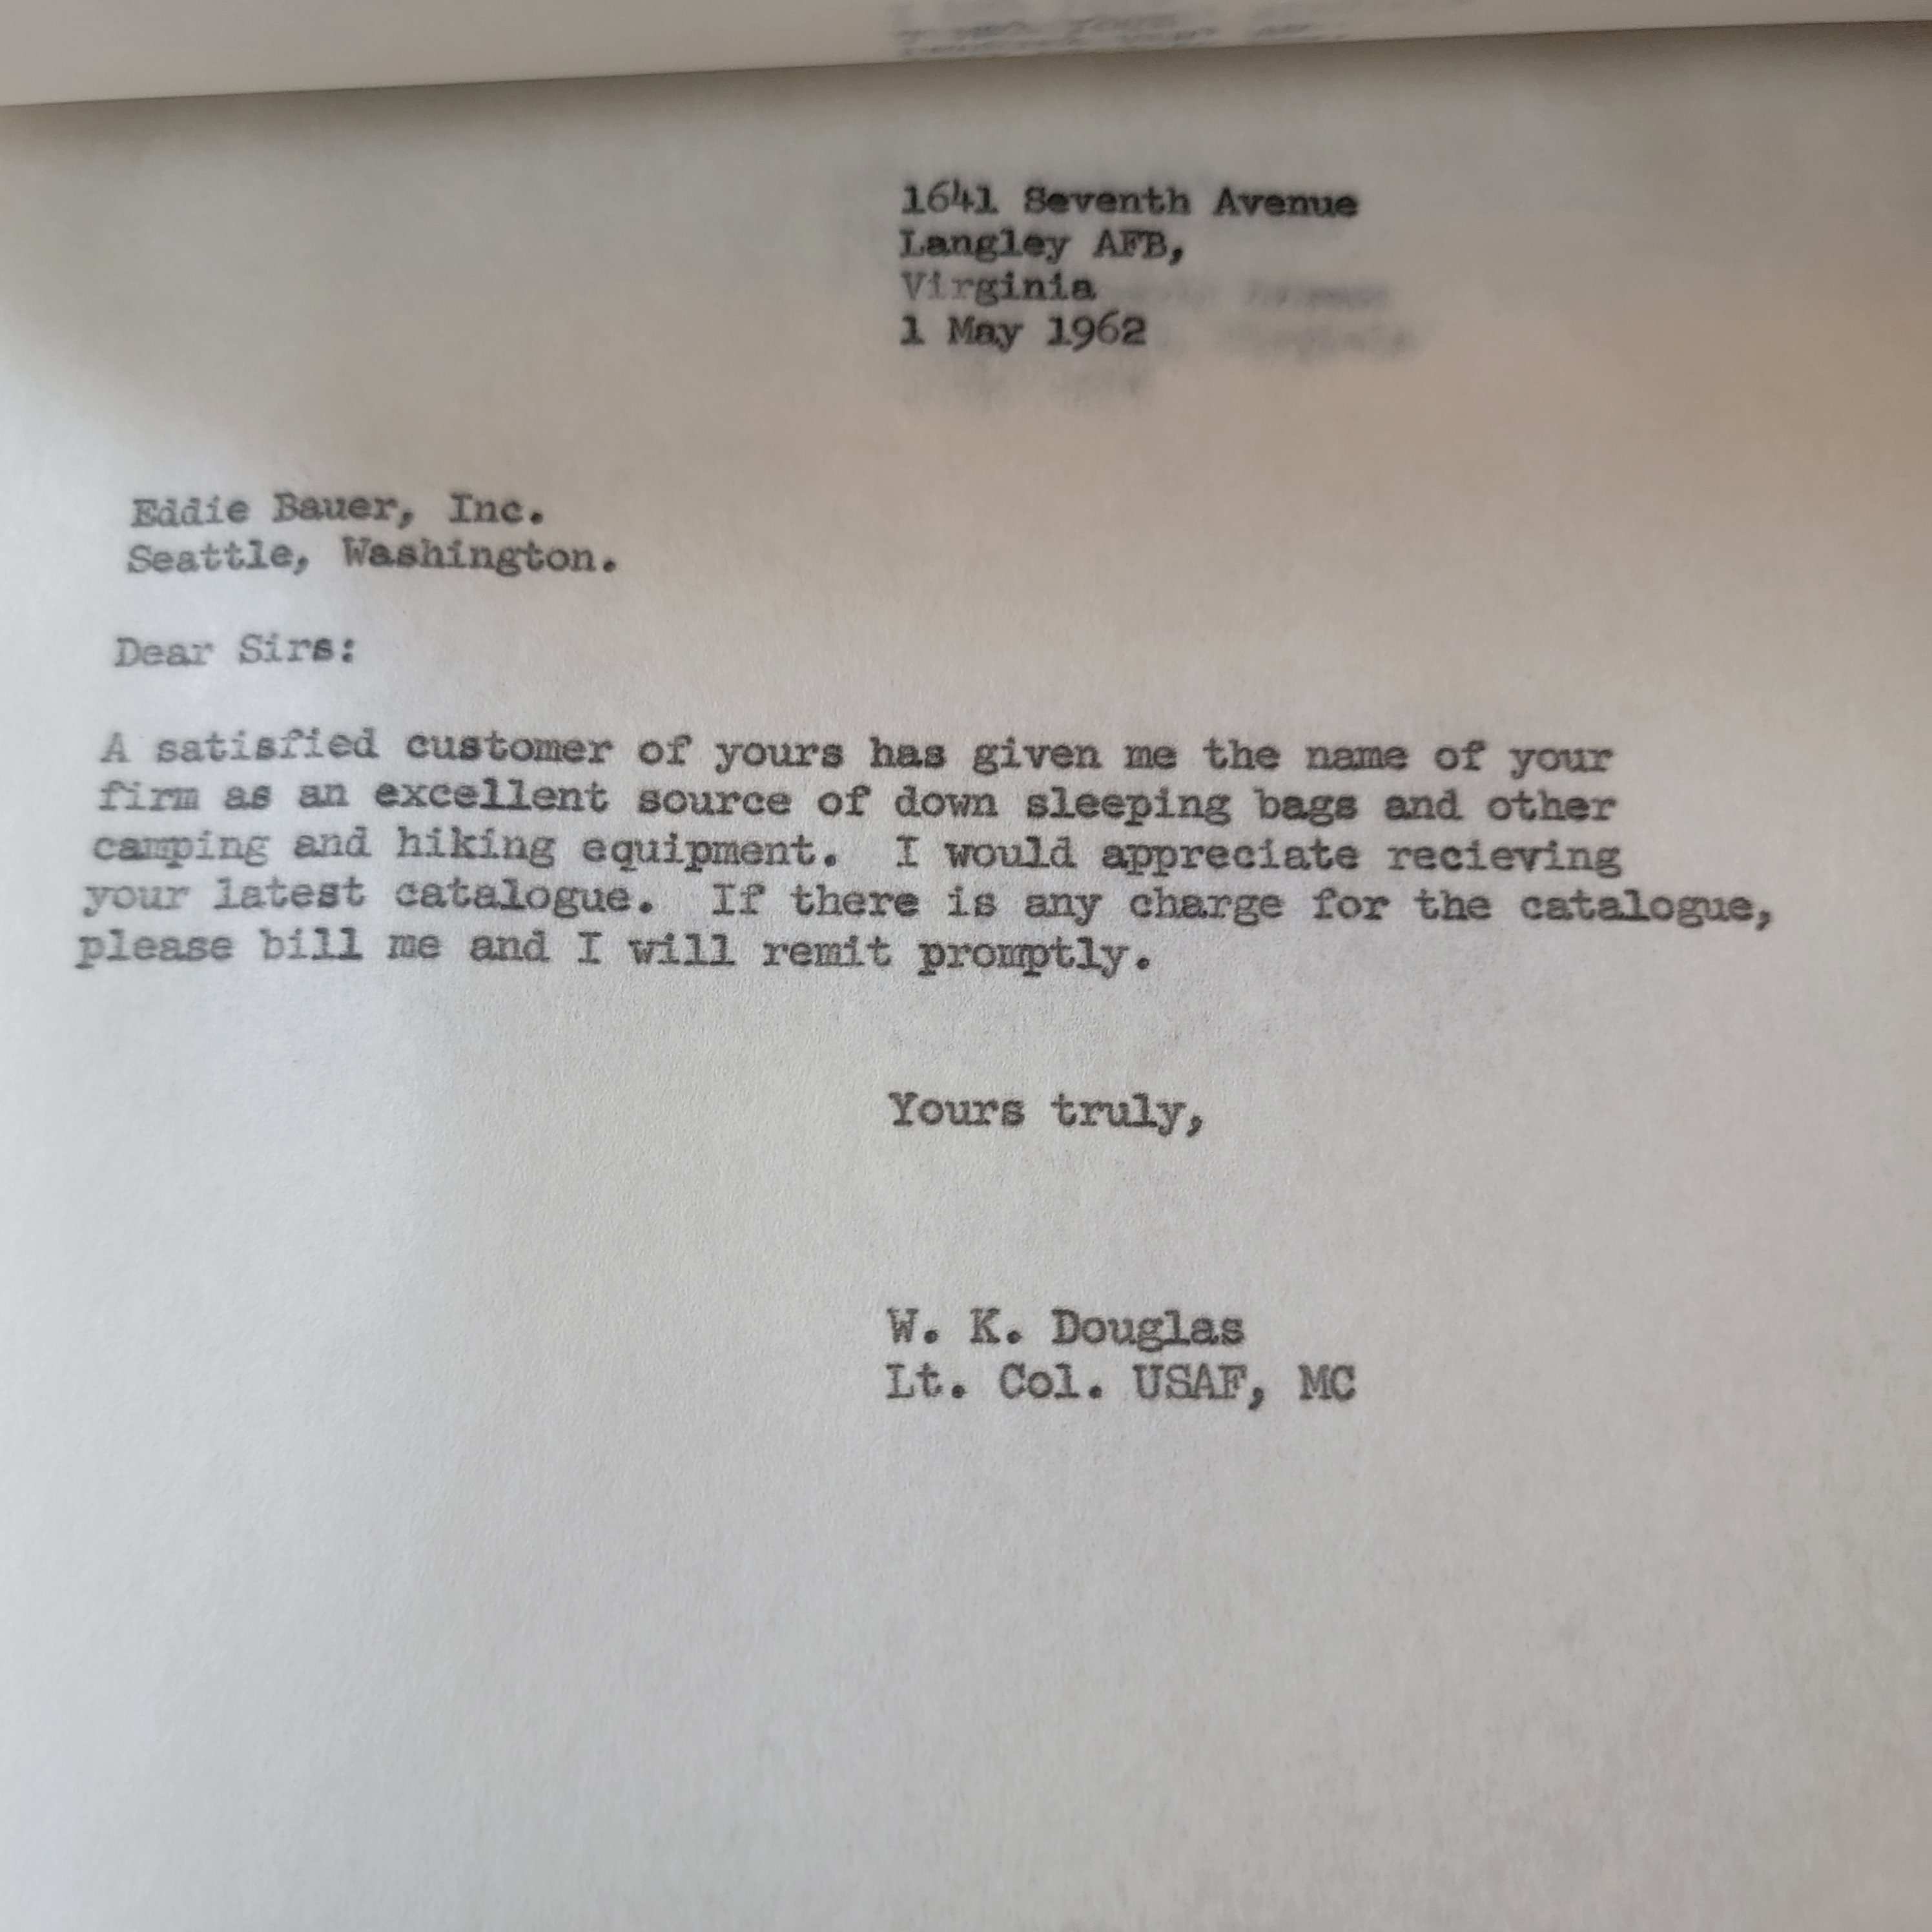 1641 Seventh Avenue
Langley AFB,
Virginia
1 May 1962
Eddie Bauer, Inc.
Seattle, Washington.
Dear Sirs:
A satisfied customer of yours has given me the name of your
firm as an excellent source of down sleeping bags and other
camping and hiking equipment.  I would appreciate recieving
your latest catalogue.  If there is any charge for the catalogue,
please bill me and I will remit promptly.
Yours truly,
W. K. Douglas
Lt. Col. USAF, MC